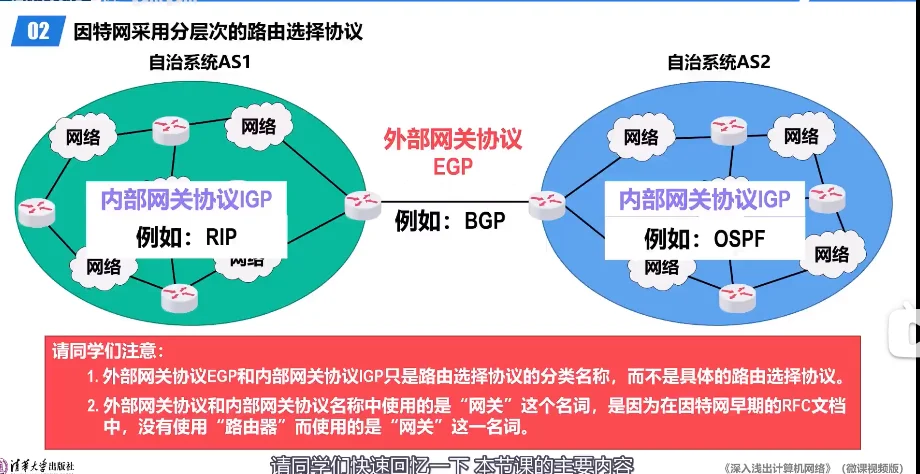 02 因特网采用分层次的路由选择协议
自治系统AS1
自治系统AS2
网络
网络
外部网关协议
EGP
网络
网络
内部网关协议IGP
例如：RIP
例如：BGP
内部网关协议IGP
例如：OSPF
网络
网络
网络
网络
请同学们注意：
1. 外部网关协议EGP和内部网关协议IGP只是路由选择协议的分类名称，而不是具体的路由选择协议。
2. 外部网关协议和内部网关协议名称中使用的是“网关”这个名词，是因为在因特网早期的RFC文档
中，没有使用“路由器”而使用的是“网关”这一名词。
清华大学出版社
请同学们快速回忆一下 本节课的主要内容
《深入浅出计算机网络》（微课视频版）